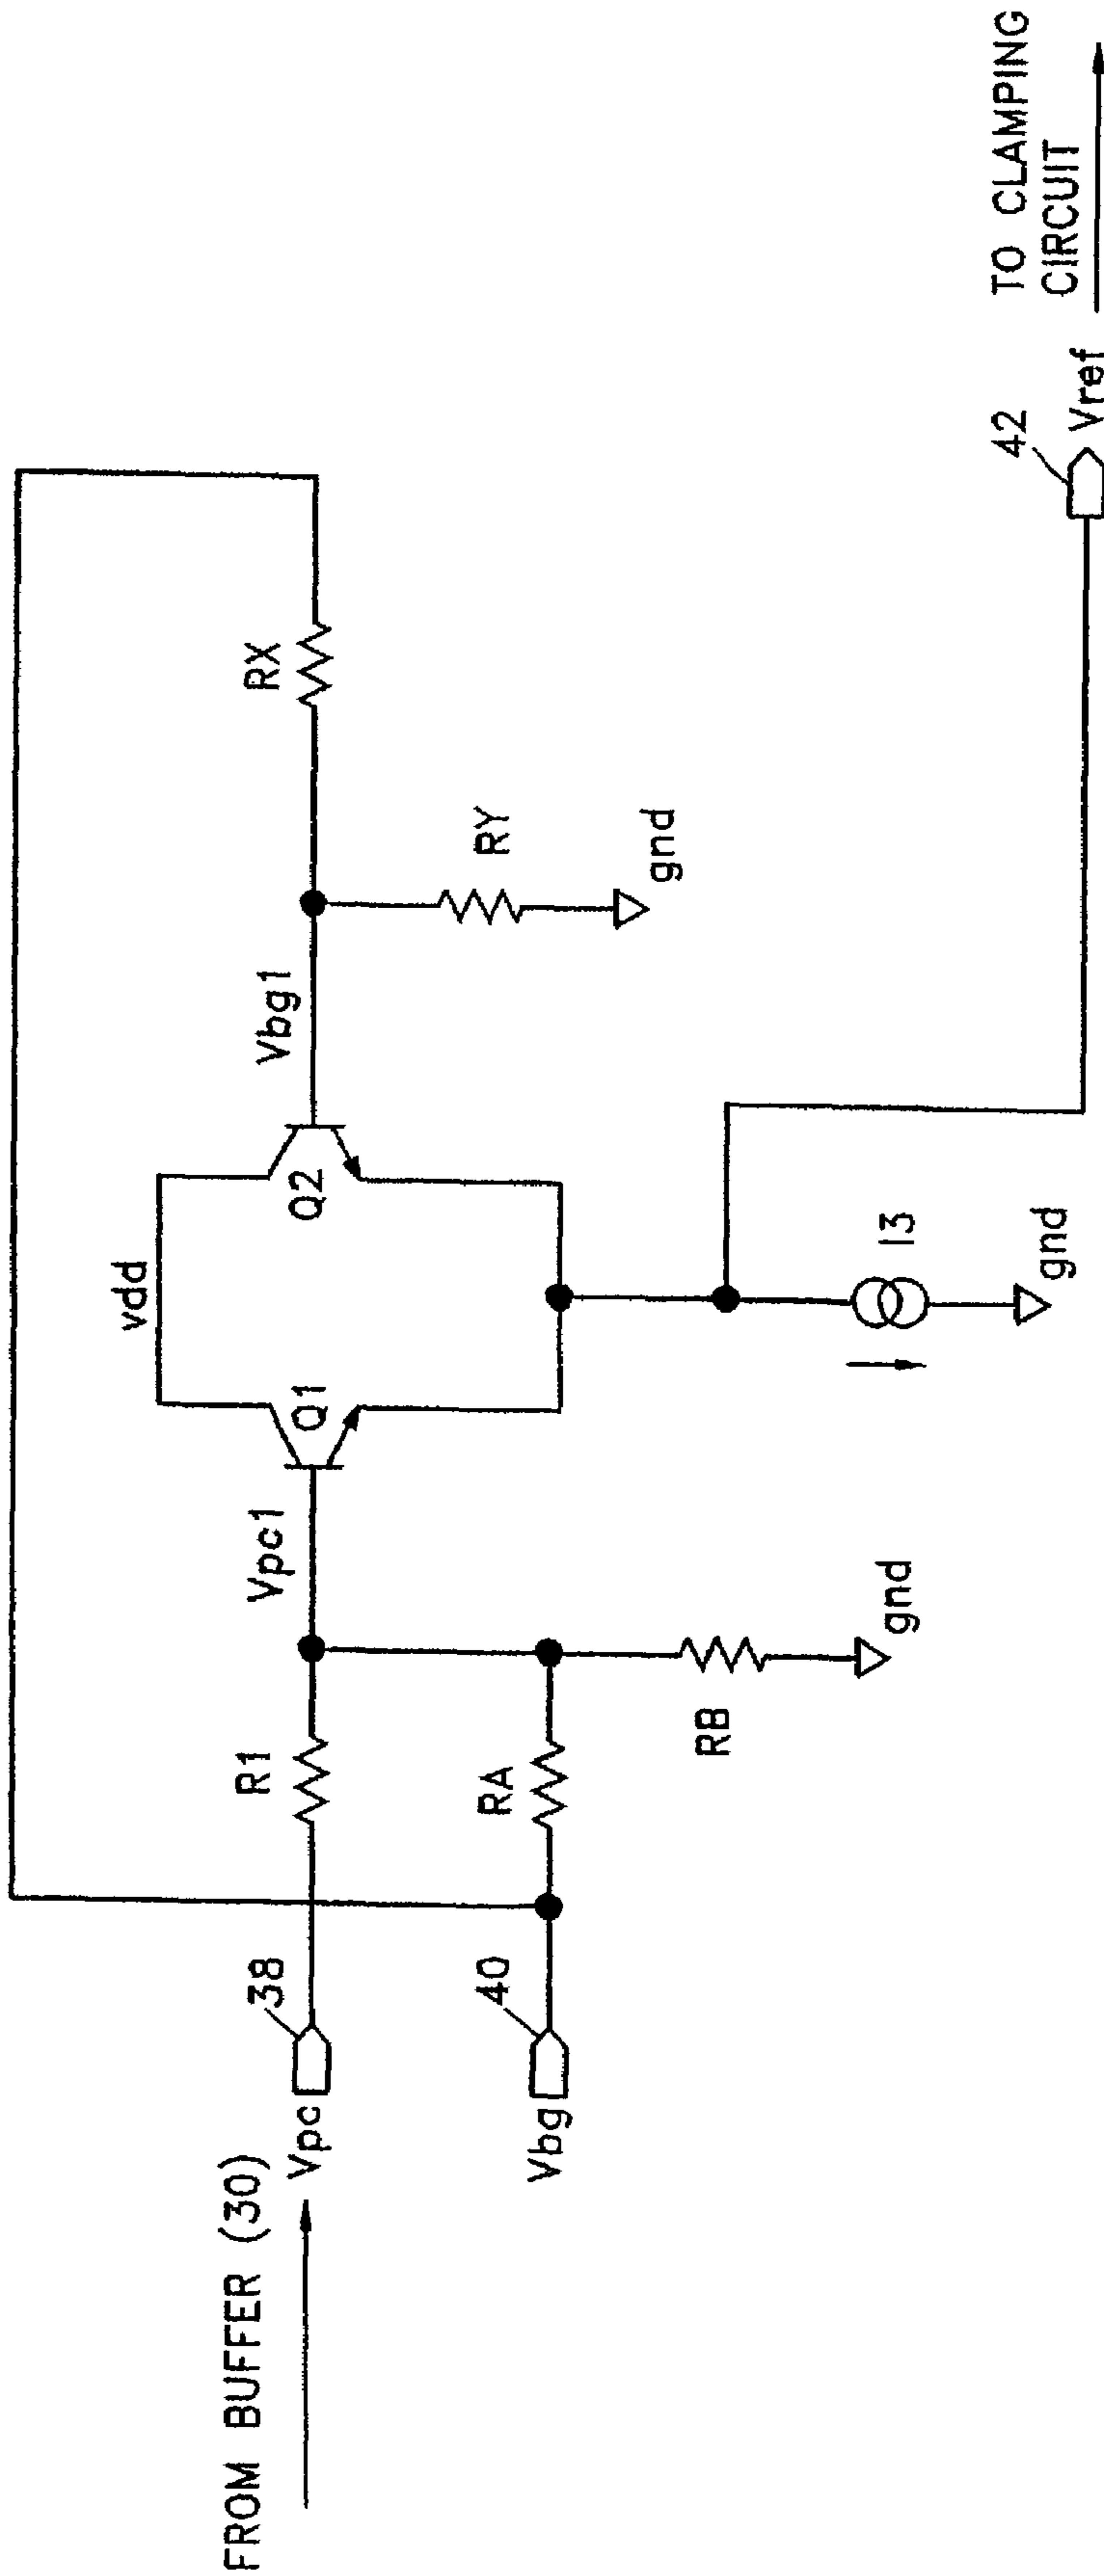 FROM BUFFER (30)
Vpc
38
R1
Vpc1
vdd
Q1
Q2
Vbg1
RX
RY
gnd
Vbg
40
RA
RB
gnd
I3
gnd
42
Vref
TO CLAMPING
CIRCUIT